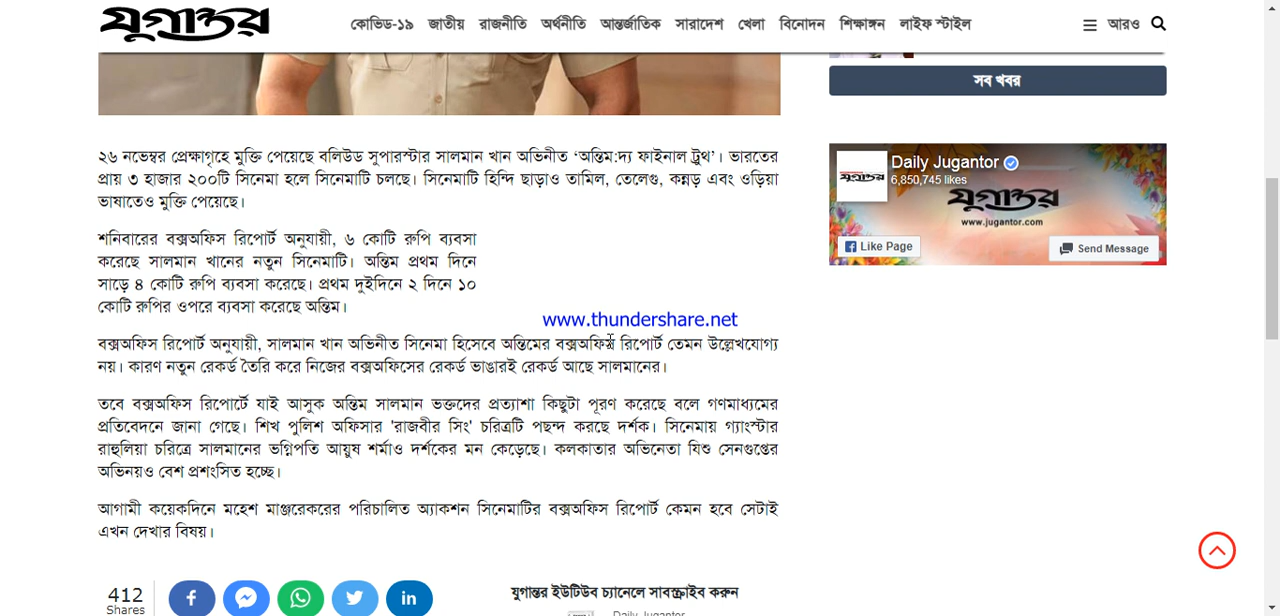 যুগান্তর
কোভিড-১৯ জাতীয় রাজনীতি অর্থনীতি আন্তর্জাতিক সারাদেশ খেলা বিনোদন শিক্ষাঙ্গন লাইফ স্টাইল
আরও
২৬ নভেম্বর প্রেক্ষাগৃহে মুক্তি পেয়েছে বলিউড সুপারস্টার সালমান খান অভিনীত ‘অন্তিম:দ্য ফাইনাল ট্রুথ’। ভারতের
প্রায় ৩ হাজার ২০০টি সিনেমা হলে সিনেমাটি চলছে। সিনেমাটি হিন্দি ছাড়াও তামিল, তেলেগু, কন্নড় এবং ওড়িয়া
ভাষাতেও মুক্তি পেয়েছে।
শনিবারের বক্সঅফিস রিপোর্ট অনুযায়ী, ৬ কোটি রুপি ব্যবসা
করেছে সালমান খানের নতুন সিনেমাটি। অন্তিম প্রথম দিনে
সাড়ে ৪ কোটি রুপি ব্যবসা করেছে। প্রথম দুইদিনে ২ দিনে ১০
কোটি রুপির ওপরে ব্যবসা করেছে অন্তিম।
www.thundershare.net
বক্সঅফিস রিপোর্ট অনুযায়ী, সালমান খান অভিনীত সিনেমা হিসেবে অন্তিমের বক্সঅফিস রিপোর্ট তেমন উল্লেখযোগ্য
নয়। কারণ নতুন রেকর্ড তৈরি করে নিজের বক্সঅফিসের রেকর্ড ভাঙারই রেকর্ড আছে সালমানের।
তবে বক্সঅফিস রিপোর্টে যাই আসুক অন্তিম সালমান ভক্তদের প্রত্যাশা কিছুটা পূরণ করেছে বলে গণমাধ্যমের
প্রতিবেদনে জানা গেছে। শিখ পুলিশ অফিসার 'রাজবীর সিং' চরিত্রটি পছন্দ করছে দর্শক। সিনেমায় গ্যাংস্টার
রাহুলিয়া চরিত্রে সালমানের ভগ্নিপতি আয়ুষ শর্মাও দর্শকের মন কেড়েছে। কলকাতার অভিনেতা যিশু সেনগুপ্তের
অভিনয়ও বেশ প্রশংসিত হচ্ছে।
আগামী কয়েকদিনে মহেশ মাঞ্জরেকরের পরিচালিত অ্যাকশন সিনেমাটির বক্সঅফিস রিপোর্ট কেমন হবে সেটাই
এখন দেখার বিষয়।
412
Shares
যুগান্তর ইউটিউব চ্যানেলে সাবস্ক্রাইব করুন
Daily Jugantor
সব খবর
যুগান্তর
Daily Jugantor
6,850,745 likes
যুগান্তর
www.jugantor.com
Like Page
Send Message